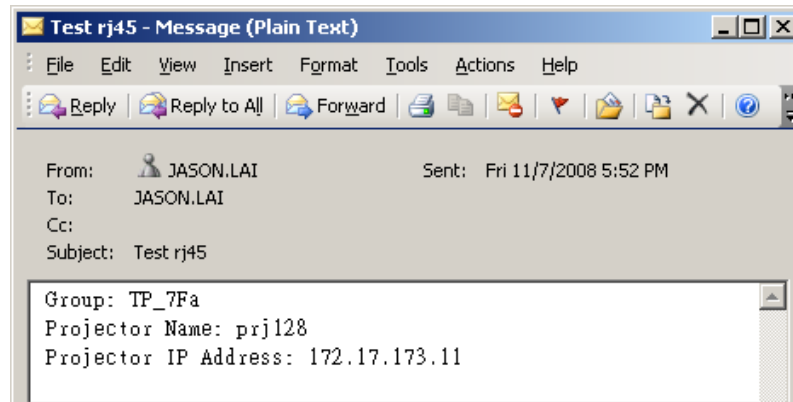 Test rj45 - Message (Plain Text)
File Edit View Insert Format Tools Actions Help
Reply Reply to All Forward
From: JASON.LAI Sent: Fri 11/7/2008 5:52 PM
To: JASON.LAI
Cc:
Subject: Test rj45
Group: TP_7Fa
Projector Name: prj128
Projector IP Address: 172.17.173.11